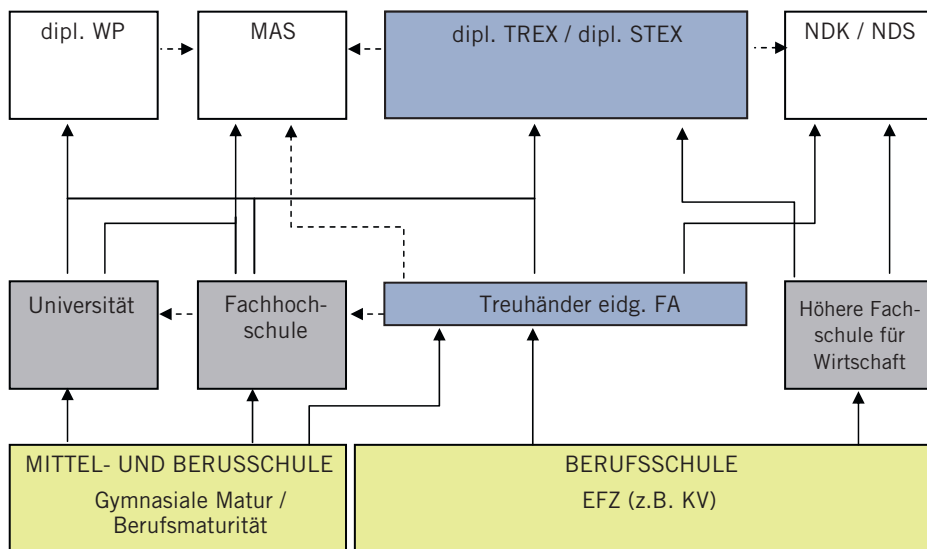 dipl. WP
MAS
dipl. TREX / dipl. STEX
NDK / NDS
Universität
Fachhoch-
schule
Treuhänder eidg. FA
Höhere Fach-
schule für
Wirtschaft
MITTEL- UND BERUSSCHULE
Gymnasiale Matur /
Berufsmaturität
BERUFSSCHULE
EFZ (z.B. KV)